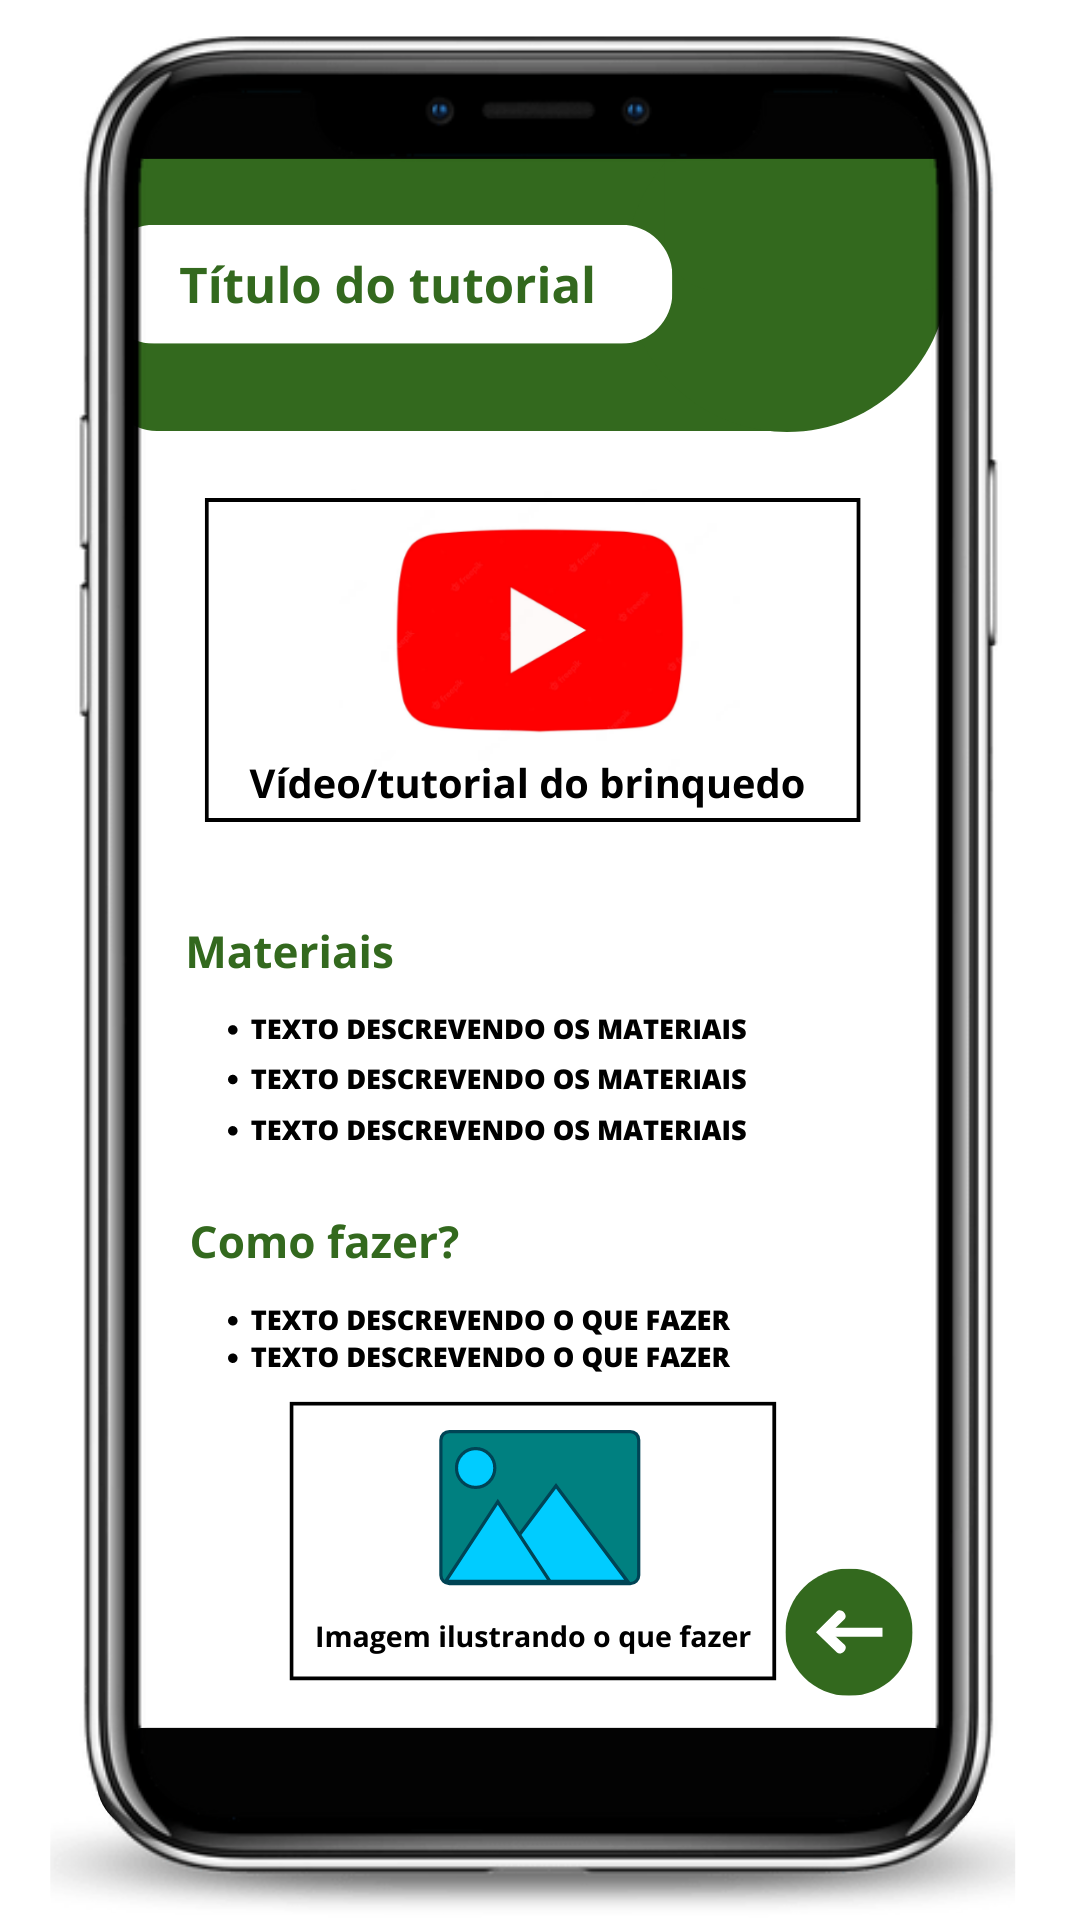 Título do tutorial
Vídeo/tutorial do brinquedo
Materiais
• TEXTO DESCREVENDO OS MATERIAIS
• TEXTO DESCREVENDO OS MATERIAIS
• TEXTO DESCREVENDO OS MATERIAIS
Como fazer?
• TEXTO DESCREVENDO O QUE FAZER
• TEXTO DESCREVENDO O QUE FAZER
Imagem ilustrando o que fazer